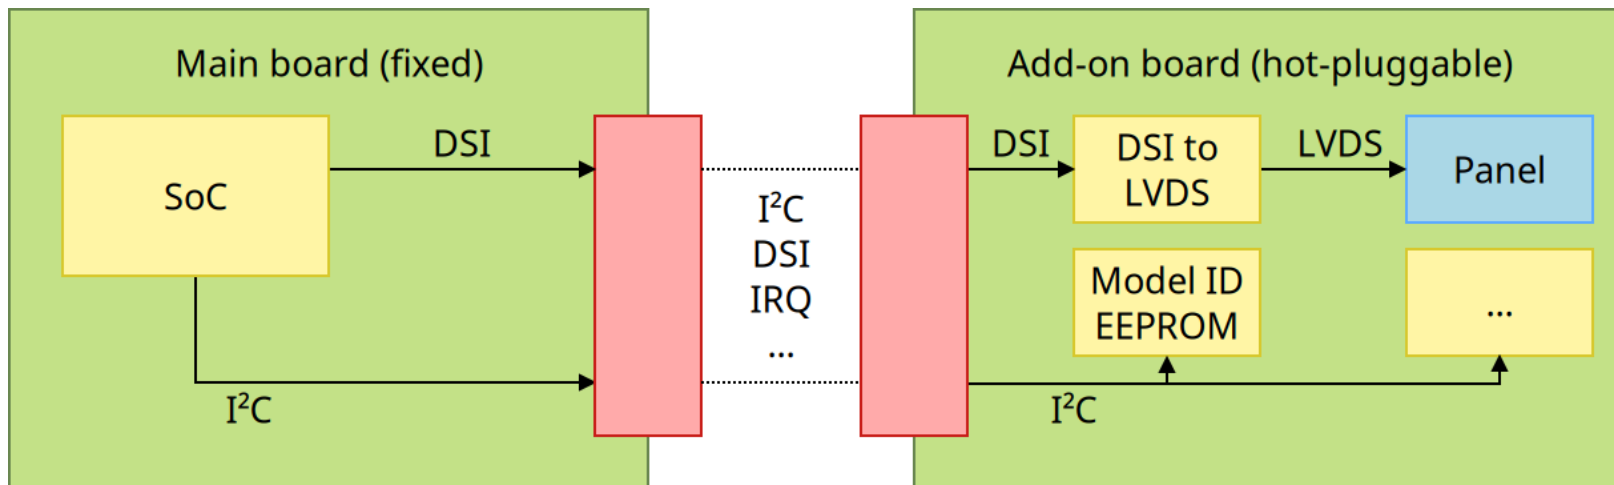 Main board (fixed)
SoC
DSI
I²C
I²C
DSI
IRQ
...
Add-on board (hot-pluggable)
DSI
DSI to
LVDS
LVDS
Panel
Model ID
EEPROM
...
I²C